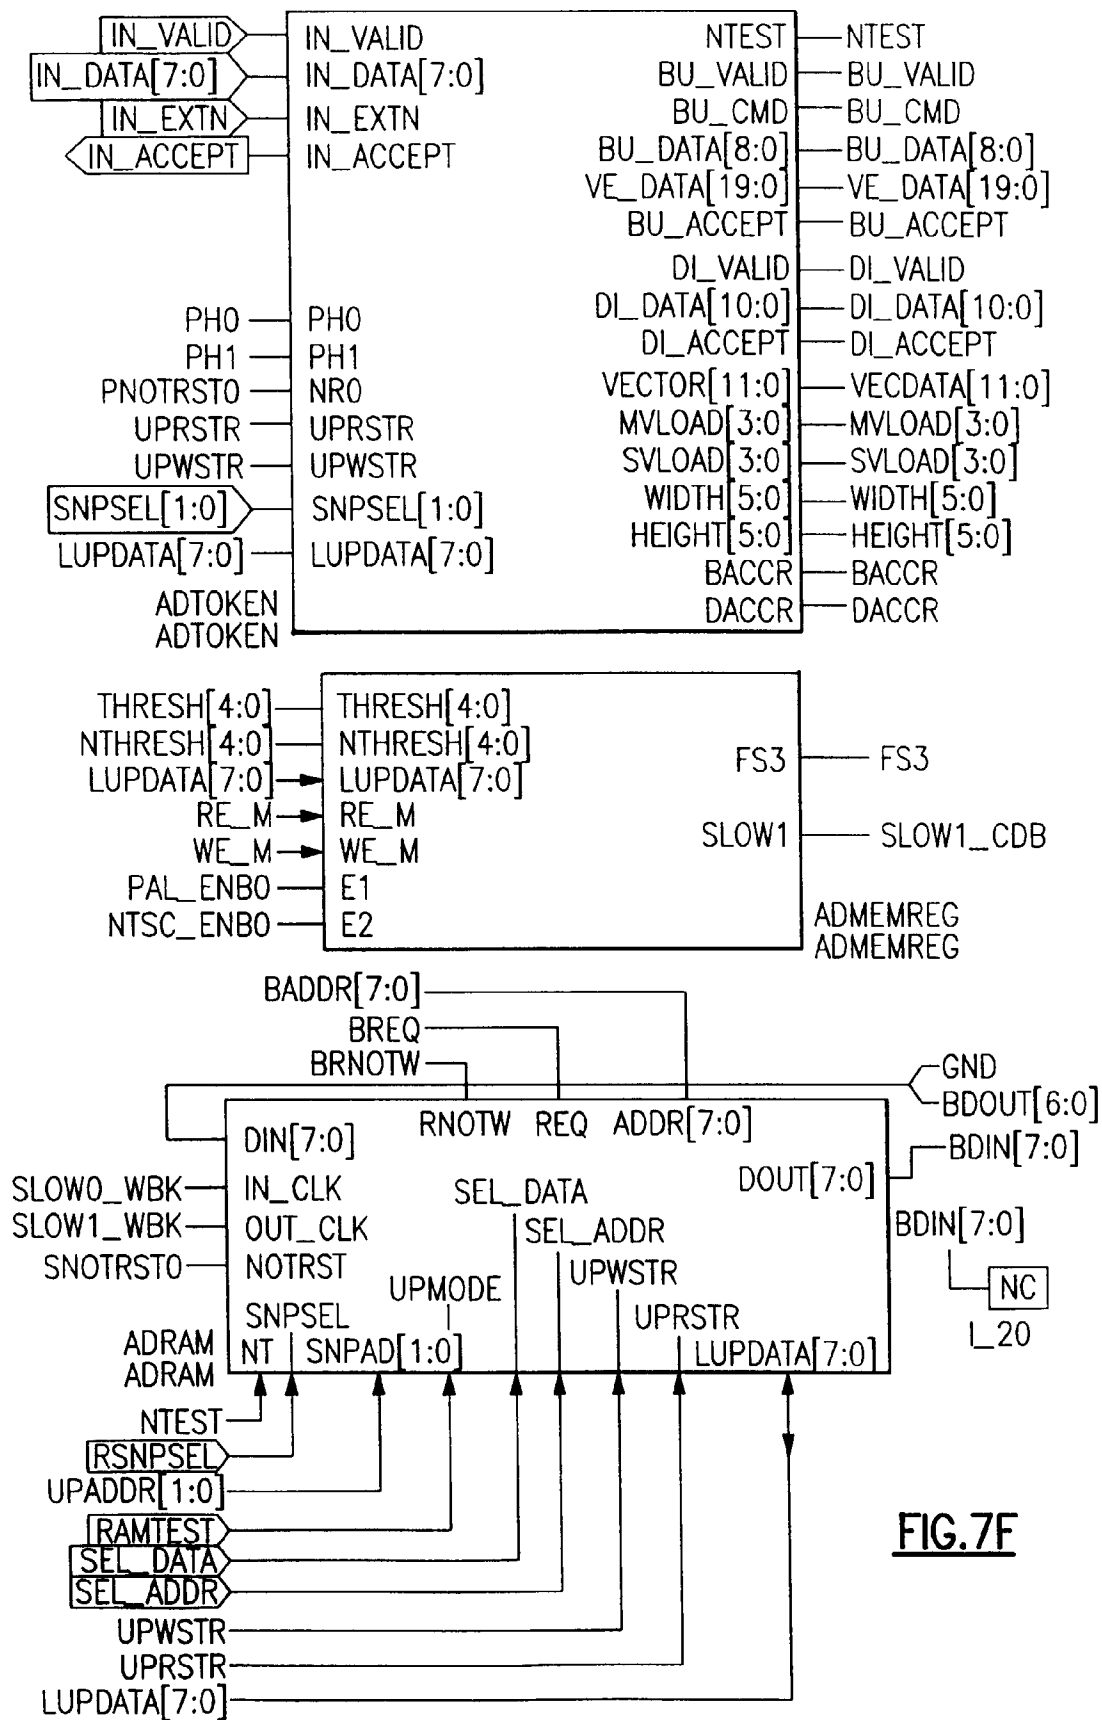 IN_VALID IN_VALID NTEST NTEST
IN_DATA[7:0] IN_DATA[7:0] BU_VALID BU_VALID
IN_EXTN IN_EXTN BU_CMD BU_CMD
IN_ACCEPT IN_ACCEPT BU_DATA[8:0] BU_DATA[8:0]
VE_DATA[19:0] VE_DATA[19:0]
BU_ACCEPT BU_ACCEPT
DI_VALID DI_VALID
DI_DATA[10:0] DI_DATA[10:0]
PH0 PH0
DI_ACCEPT DI_ACCEPT
PH1 PH1
PNOTRST0 NR0 VECTOR[11:0] VECDATA[11:0]
UPRSTR UPRSTR MVLOAD[3:0] MVLOAD[3:0]
UPWSTR UPWSTR SVLOAD[3:0] SVLOAD[3:0]
SNPSEL[1:0] SNPSEL[1:0] WIDTH[5:0] WIDTH[5:0]
LUPDATA[7:0] LUPDATA[7:0] HEIGHT[5:0] HEIGHT[5:0]
BACCR BACCR
ADTOKEN DACCR DACCR
ADTOKEN
THRESH[4:0] THRESH[4:0]
NTHRESH[4:0] NTHRESH[4:0] FS3 FS3
LUPDATA[7:0] LUPDATA[7:0]
RE_M RE_M
WE_M WE_M SLOW1 SLOW1_CDB
PAL_ENB0 E1
NTSC_ENB0 E2
ADMEMREG
ADMEMREG
BADDR[7:0]
BREQ
BRNOTW
GND
BDOUT[6:0]
RNOTW REQ ADDR[7:0]
DIN[7:0] BDIN[7:0]
SLOW0_WBK IN_CLK SEL_DATA DOUT[7:0]
SLOW1_WBK OUT_CLK SEL_ADDR BDIN[7:0]
SNOTRST0 NOTRST UPWSTR
UPMODE NC
SNPSEL UPRSTR
I_20
ADRAM NT SNPAD[1:0] LUPDATA[7:0]
ADRAM
NTEST
RSNPSEL
UPADDR[1:0]
RAMTEST
SEL_DATA
SEL_ADDR
UPWSTR
UPRSTR
LUPDATA[7:0]
FIG.7F